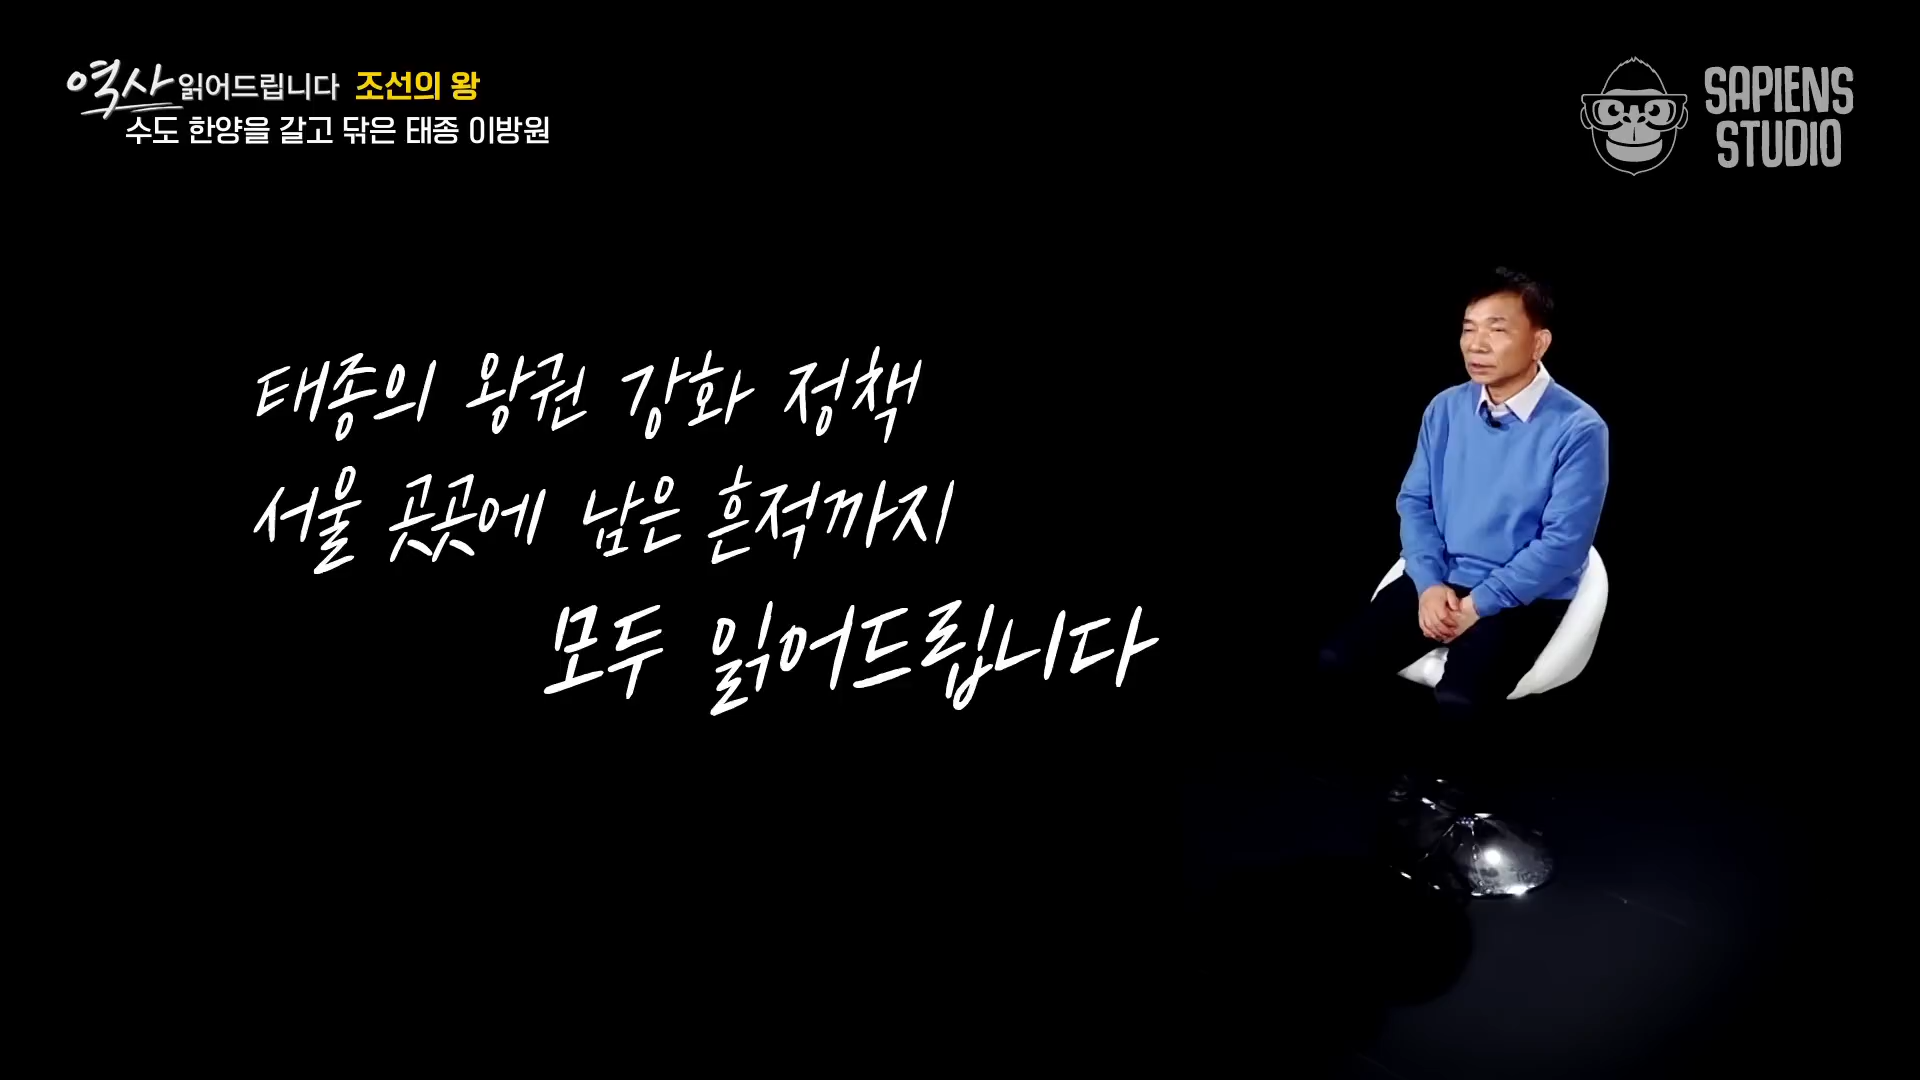 역사 읽어드립니다 조선의 왕
수도 한양을 갈고 닦은 태종 이방원
SAPIENS
STUDIO
태종의 왕권 강화 정책
서울 곳곳에 남은 흔적까지
모두 읽어드립니다